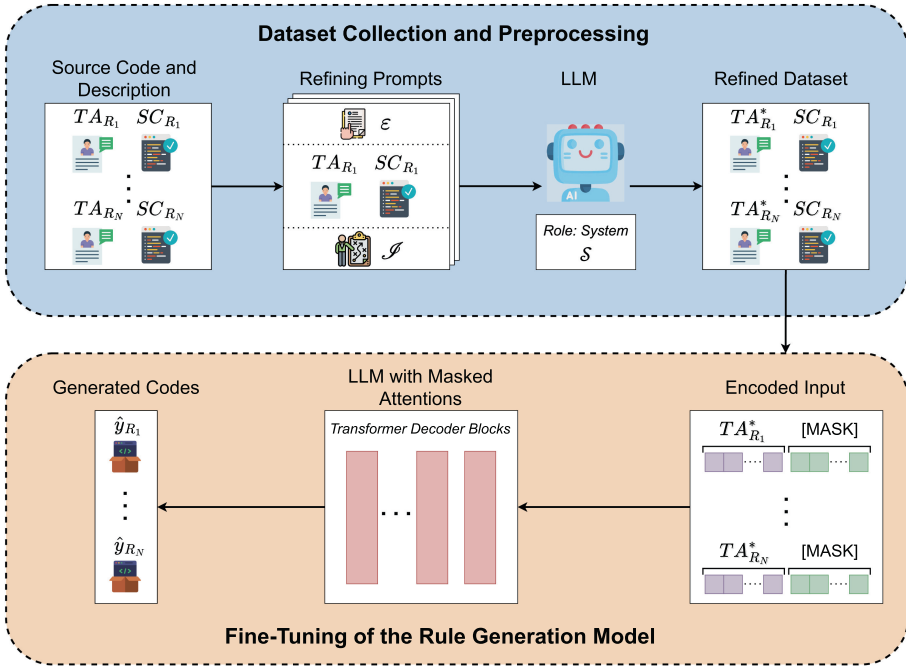 Dataset Collection and Preprocessing
Source Code and
Description
Refining Prompts
LLM
Refined Dataset
TA_{R_1} SC_{R_1}
TA_{R_N} SC_{R_N}
ε
TA_{R_1} SC_{R_1}
ℐ
AI
Role: System
𝒮
TA^*_{R_1} SC_{R_1}
TA^*_{R_N} SC_{R_N}
Generated Codes
LLM with Masked
Attentions
Encoded Input
ŷ_{R_1}
ŷ_{R_N}
Transformer Decoder Blocks
TA^*_{R_1} [MASK]
TA^*_{R_N} [MASK]
Fine-Tuning of the Rule Generation Model